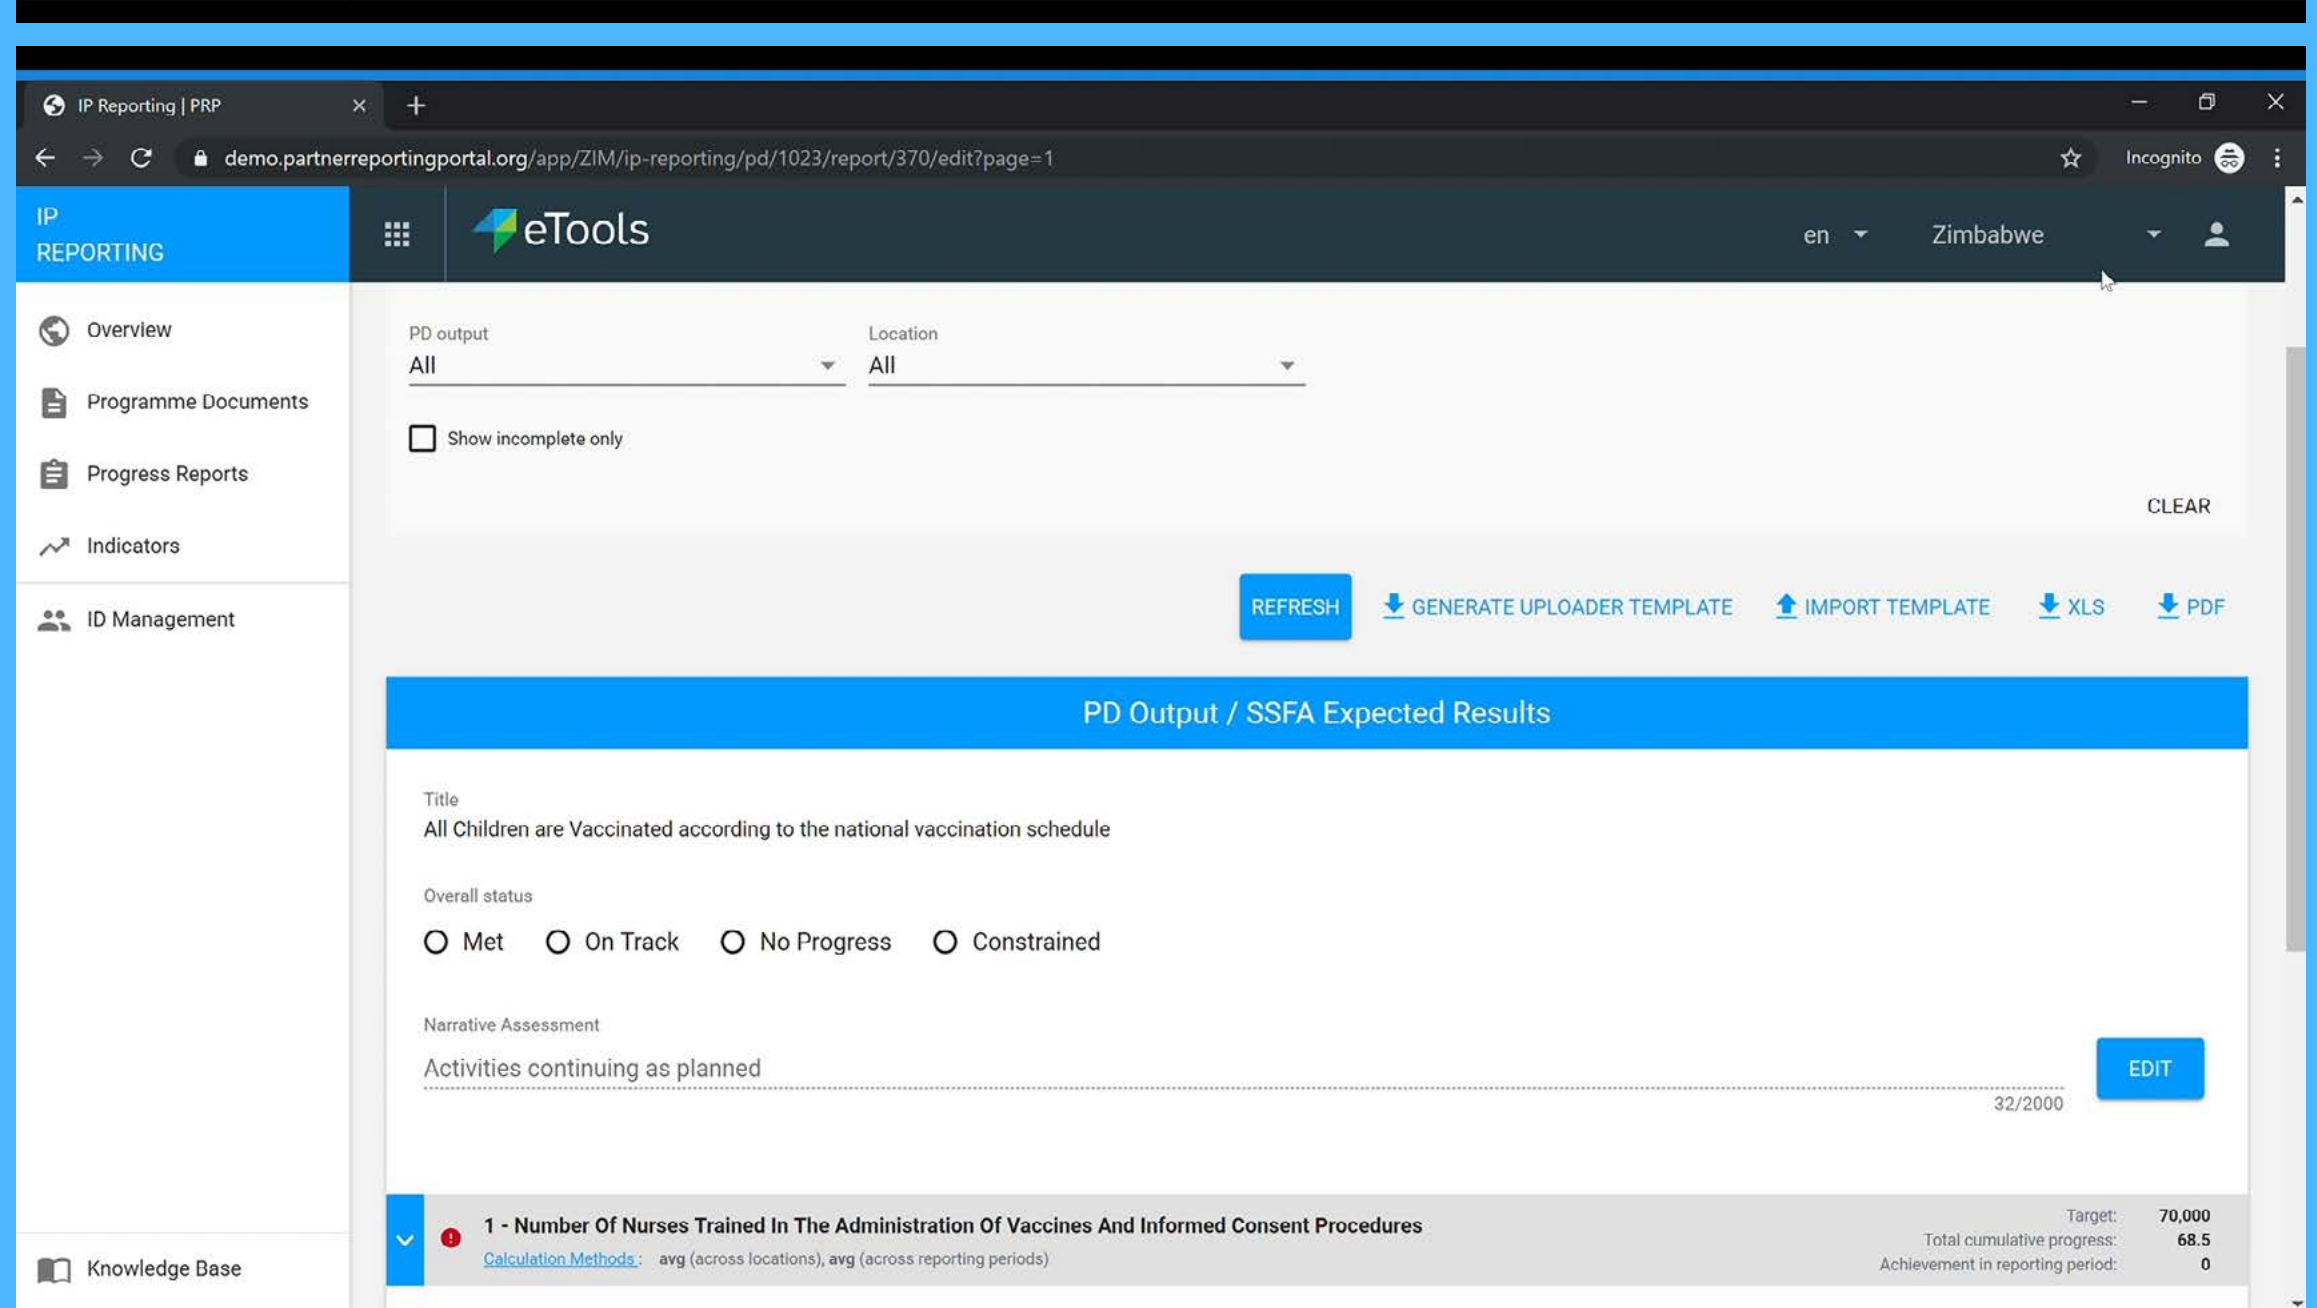 IP Reporting | PRP
demo.partnerreportingportal.org/app/ZIM/ip-reporting/pd/1023/report/370/edit?page=1
Incognito
IP
REPORTING
eTools
en
Zimbabwe
Overview
Programme Documents
Progress Reports
Indicators
ID Management
Knowledge Base
PD output
All
Location
All
Show incomplete only
CLEAR
REFRESH
GENERATE UPLOADER TEMPLATE
IMPORT TEMPLATE
XLS
PDF
PD Output / SSFA Expected Results
Title
All Children are Vaccinated according to the national vaccination schedule
Overall status
Met
On Track
No Progress
Constrained
Narrative Assessment
Activities continuing as planned
EDIT
32/2000
1 - Number Of Nurses Trained In The Administration Of Vaccines And Informed Consent Procedures
Calculation Methods : avg (across locations), avg (across reporting periods)
Target: 70,000
Total cumulative progress: 68.5
Achievement in reporting period: 0